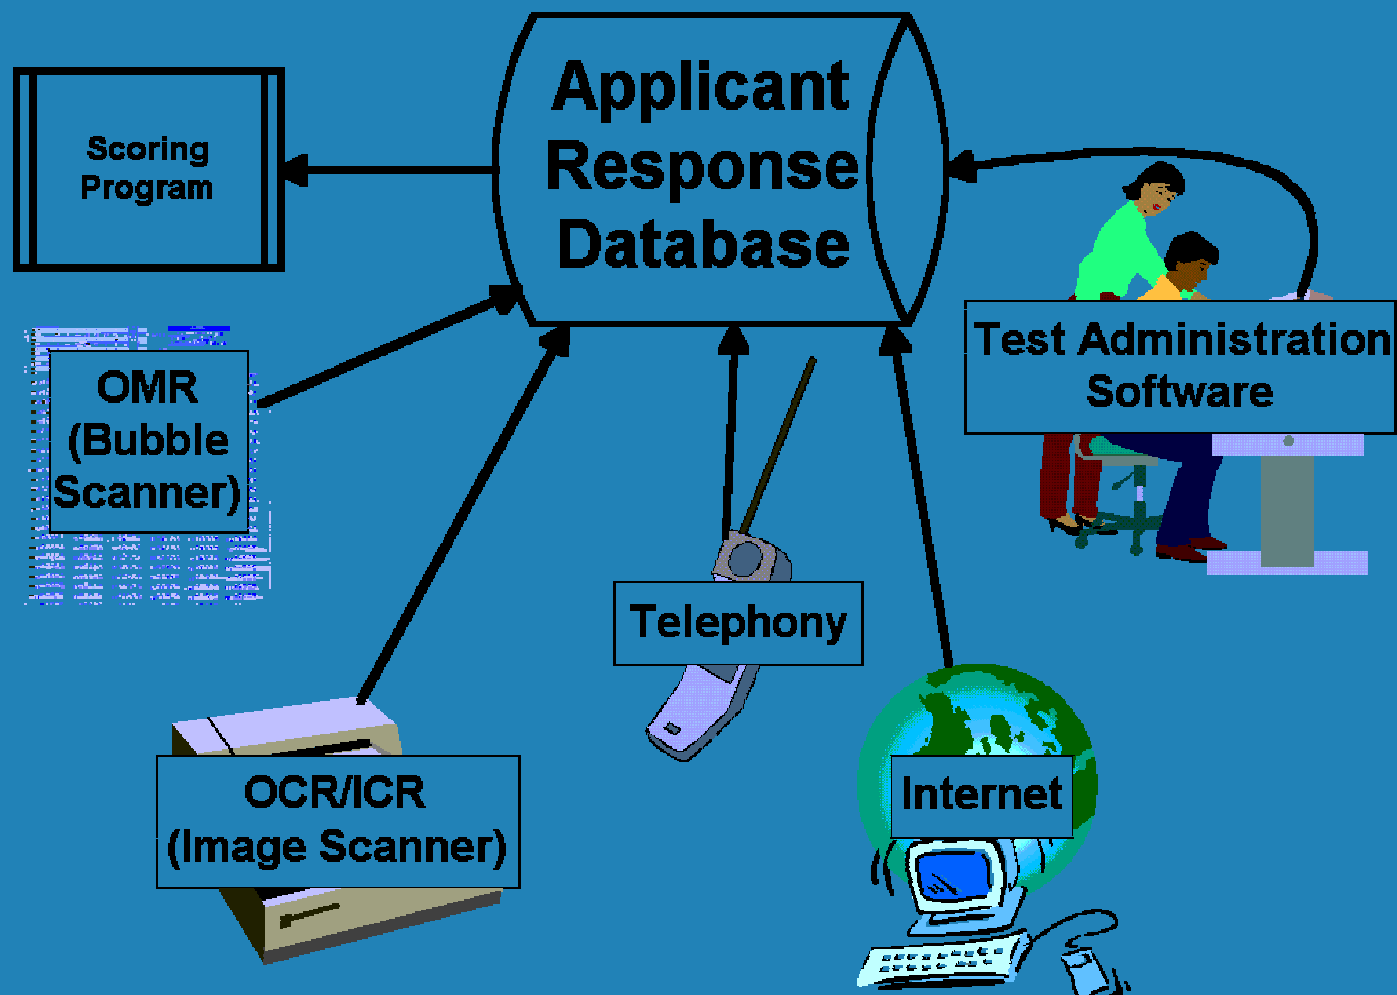 Applicant
Response
Database
Scoring
Program
Test Administration
Software
OMR
(Bubble
Scanner)
Telephony
OCR/ICR
(Image Scanner)
Internet